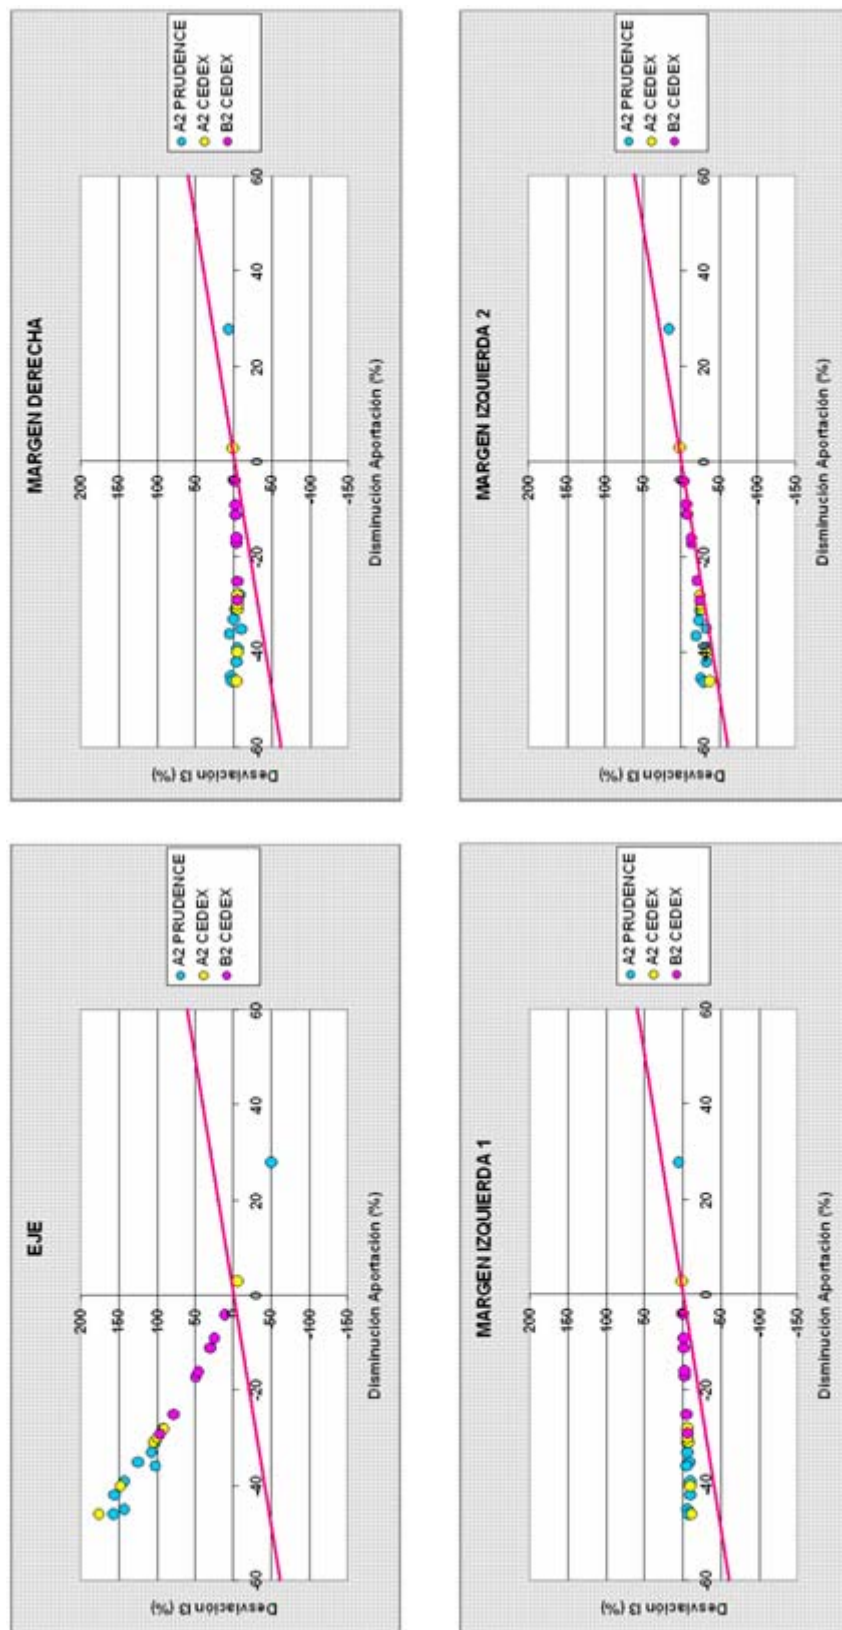 EJE
200
150
100
50
0
-50
-100
-150
-60
-40
-20
0
20
40
60
Desviación I3 (%)
Disminución Aportación (%)
A2 PRUDENCE
A2 CEDEX
B2 CEDEX
MARGEN DERECHA
200
150
100
50
0
-50
-100
-150
-60
-40
-20
0
20
40
60
Desviación I3 (%)
Disminución Aportación (%)
A2 PRUDENCE
A2 CEDEX
B2 CEDEX
MARGEN IZQUIERDA 1
200
150
100
50
0
-50
-100
-150
-60
-40
-20
0
20
40
60
Desviación I3 (%)
Disminución Aportación (%)
A2 PRUDENCE
A2 CEDEX
B2 CEDEX
MARGEN IZQUIERDA 2
200
150
100
50
0
-50
-100
-150
-60
-40
-20
0
20
40
60
Desviación I3 (%)
Disminución Aportación (%)
A2 PRUDENCE
A2 CEDEX
B2 CEDEX